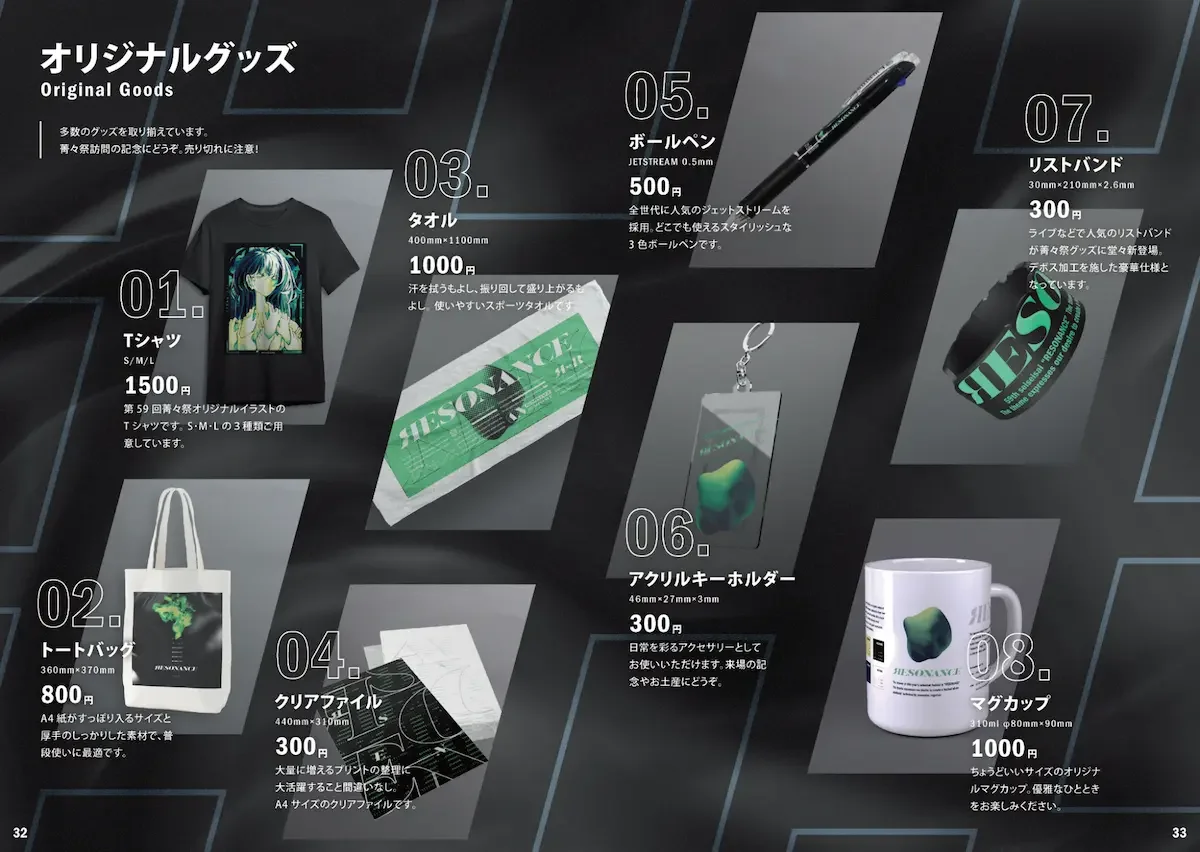 オリジナルグッズ
Original Goods
多数のグッズを取り揃えています。
菁々祭訪問の記念にどうぞ。売り切れに注意!
01.
Tシャツ
S/M/L
1500円
第59回菁々祭オリジナルイラストの
Tシャツです。S・M・Lの3種類ご用
意しています。
02.
トートバッグ
360mm×370mm
800円
A4紙がすっぽり入るサイズと
厚手のしっかりした素材で、普
段使いに最適です。
RESONANCE
03.
タオル
400mm×1100mm
1000円
汗を拭うもよし、振り回して盛り上がるも
よし。使いやすいスポーツタオルです。
RESONANCE
04.
クリアファイル
440mm×310mm
300円
大量に増えるプリントの整理に
大活躍すること間違いなし。
A4サイズのクリアファイルです。
05.
ボールペン
JETSTREAM 0.5mm
500円
全世代に人気のジェットストリームを
採用。どこでも使えるスタイリッシュな
3色ボールペンです。
RESONANCE
06.
アクリルキーホルダー
46mm×27mm×3mm
300円
日常を彩るアクセサリーとして
お使いいただけます。来場の記
念やお土産にどうぞ。
RESONANCE
07.
リストバンド
30mm×210mm×2.6mm
300円
ライブなどで人気のリストバンド
が菁々祭グッズに堂々新登場。
デボス加工を施した豪華仕様と
なっています。
RESO
59th seiseisai "RESONANCE" The
he theme expresses our desire to create
08.
マグカップ
310ml φ80mm×90mm
1000円
ちょうどいいサイズのオリジナ
ルマグカップ。優雅なひととき
をお楽しみください。
RESONANCE
32
33